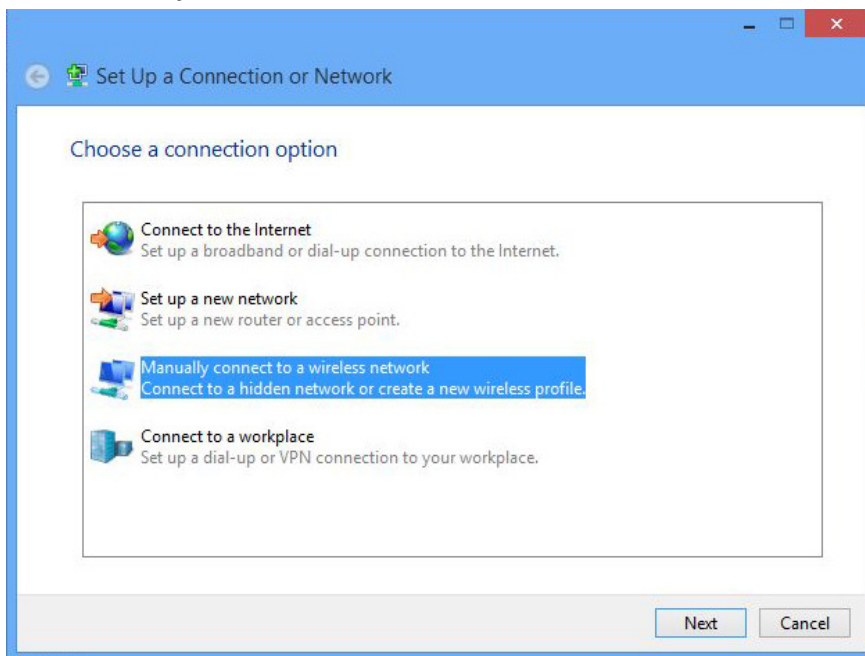 Set Up a Connection or Network
Choose a connection option
Connect to the Internet
Set up a broadband or dial-up connection to the Internet.
Set up a new network
Set up a new router or access point.
Manually connect to a wireless network
Connect to a hidden network or create a new wireless profile.
Connect to a workplace
Set up a dial-up or VPN connection to your workplace.
Next Cancel